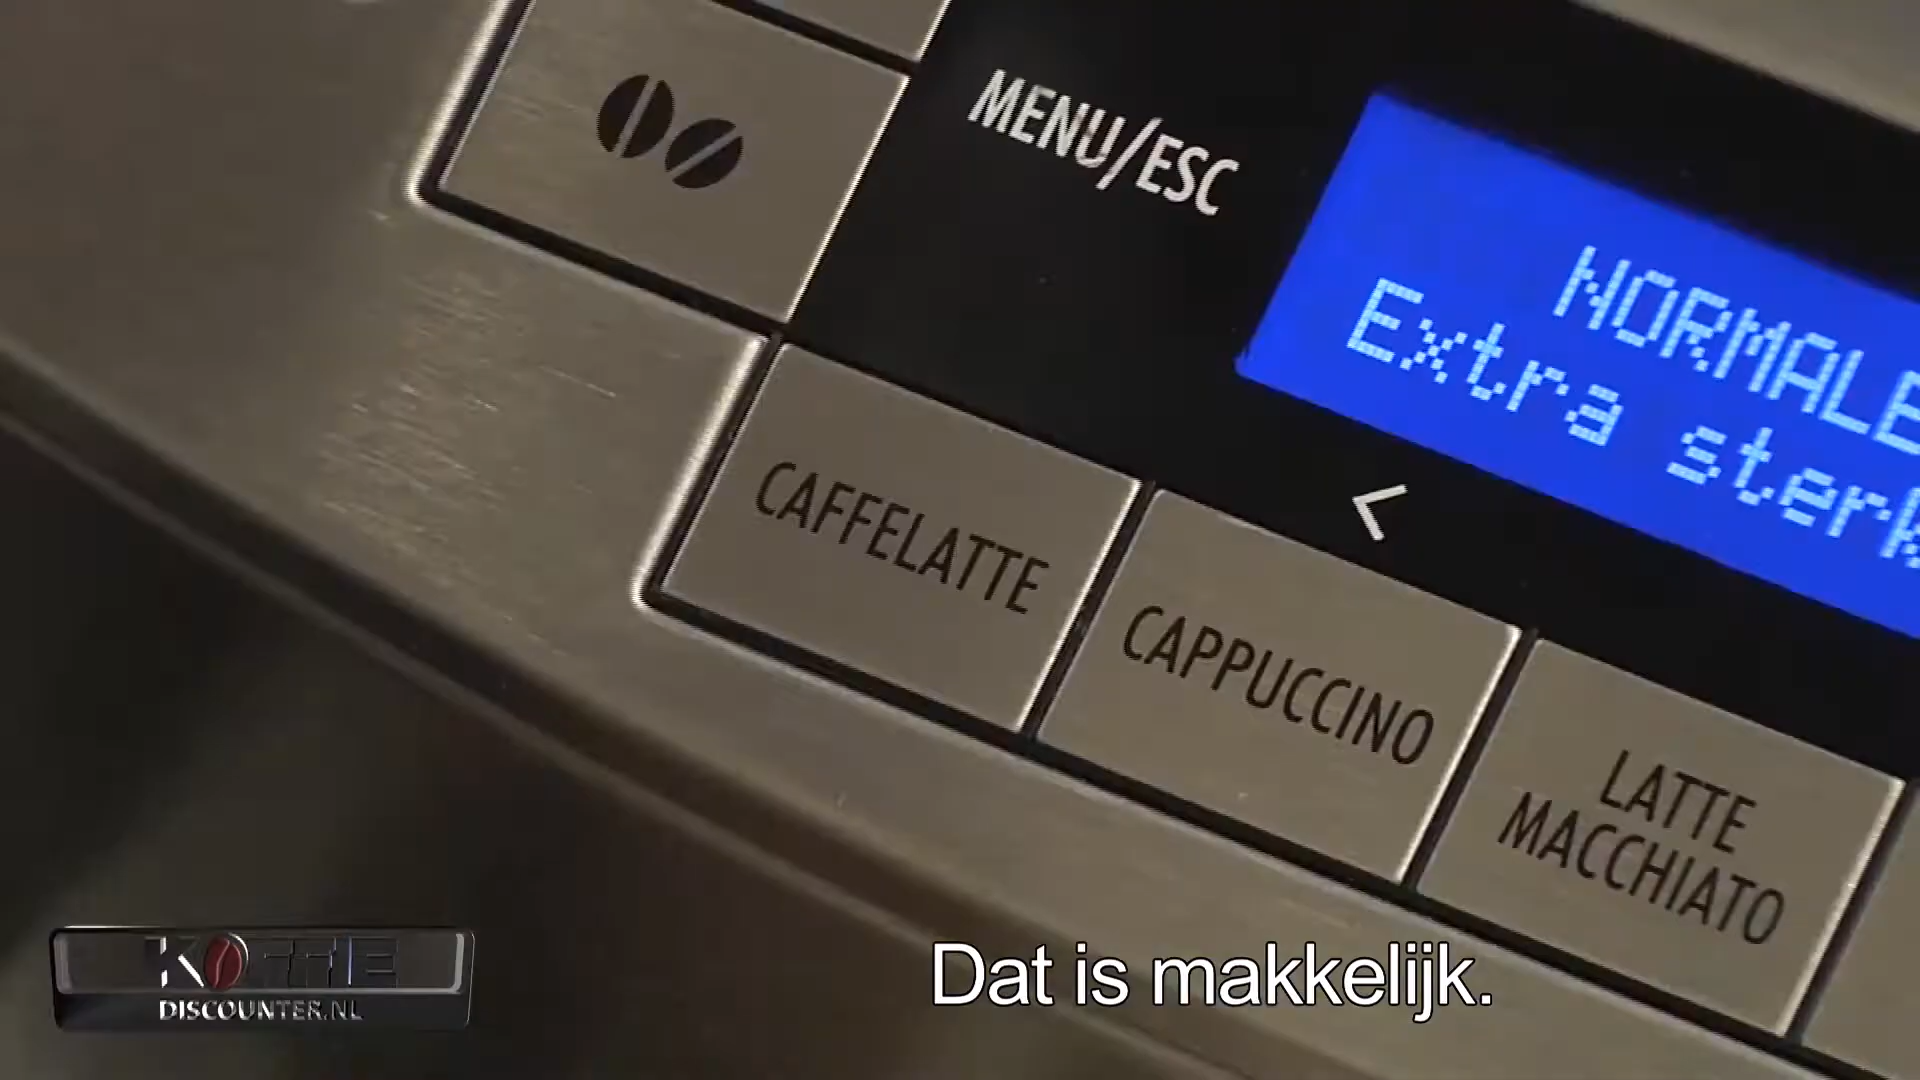 MENU/ESC
NORMALE
Extra sterk
<
CAFFELATTE
CAPPUCCINO
LATTE
MACCHIATO
KOFFIE
DISCOUNTER.NL
Dat is makkelijk.